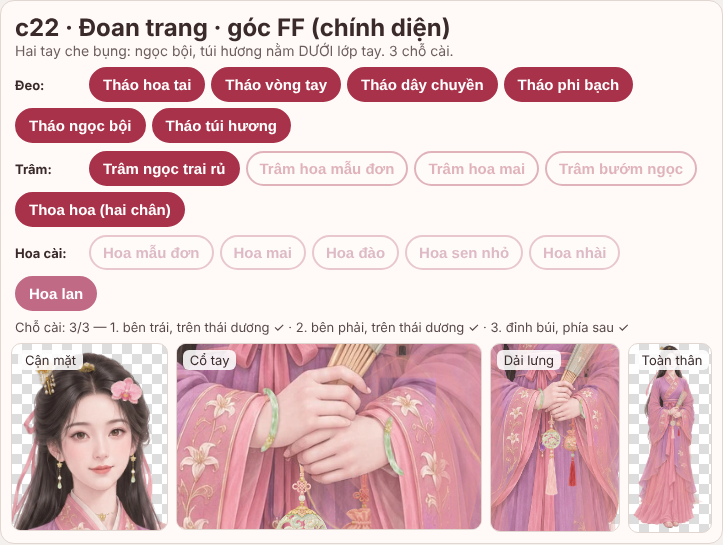 c22 · Đoan trang · góc FF (chính diện)
Hai tay che bụng: ngọc bội, túi hương nằm DƯỚI lớp tay. 3 chỗ cài.
Đeo: Tháo hoa tai Tháo vòng tay Tháo dây chuyền Tháo phi bạch
Tháo ngọc bội Tháo túi hương
Trâm: Trâm ngọc trai rủ Trâm hoa mẫu đơn Trâm hoa mai Trâm bướm ngọc
Thoa hoa (hai chân)
Hoa cài: Hoa mẫu đơn Hoa mai Hoa đào Hoa sen nhỏ Hoa nhài
Hoa lan
Chỗ cài: 3/3 — 1. bên trái, trên thái dương ✓ · 2. bên phải, trên thái dương ✓ · 3. đỉnh búi, phía sau ✓
Cận mặt Cổ tay Dải lưng Toàn thân